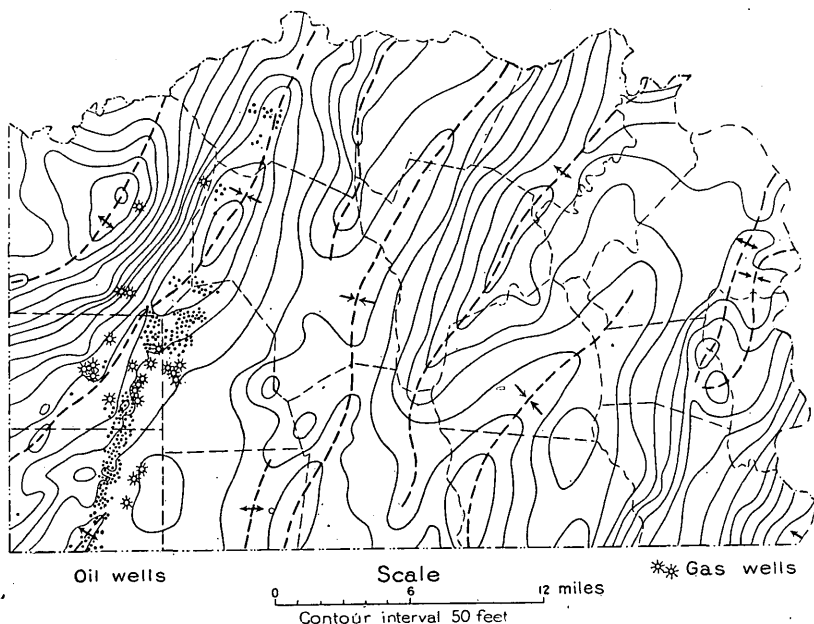 Oil wells
Scale
Gas wells
0 6 12 miles
Contour interval 50 feet